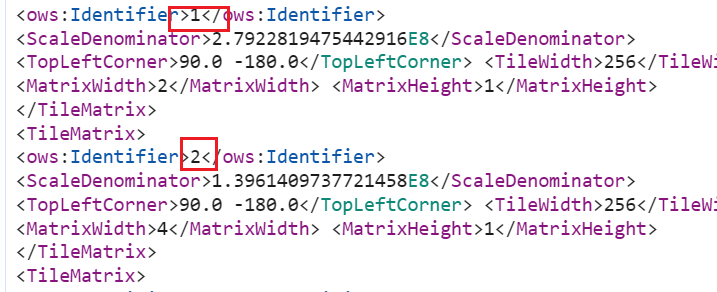 <ows:Identifier>1</ows:Identifier>
<ScaleDenominator>2.7922819475442916E8</ScaleDenominator>
<TopLeftCorner>90.0 -180.0</TopLeftCorner> <TileWidth>256</TileWi
<MatrixWidth>2</MatrixWidth> <MatrixHeight>1</MatrixHeight>
</TileMatrix>
<TileMatrix>
<ows:Identifier>2</ows:Identifier>
<ScaleDenominator>1.3961409737721458E8</ScaleDenominator>
<TopLeftCorner>90.0 -180.0</TopLeftCorner> <TileWidth>256</TileWi
<MatrixWidth>4</MatrixWidth> <MatrixHeight>1</MatrixHeight>
</TileMatrix>
<TileMatrix>